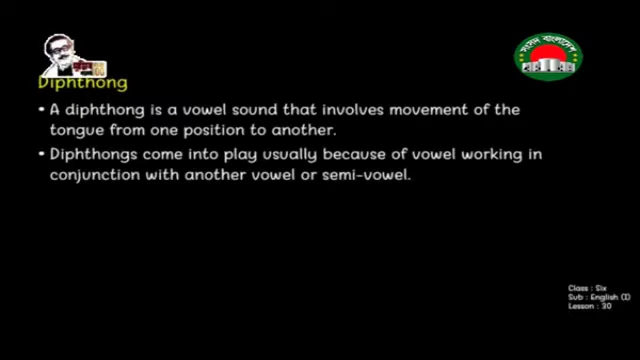 Diphthong
• A diphthong is a vowel sound that involves movement of the
tongue from one position to another.
• Diphthongs come into play usually because of vowel working in
conjunction with another vowel or semi-vowel.
সংসদ বাংলাদেশ
Class : Six
Sub : English (I)
Lesson : 30